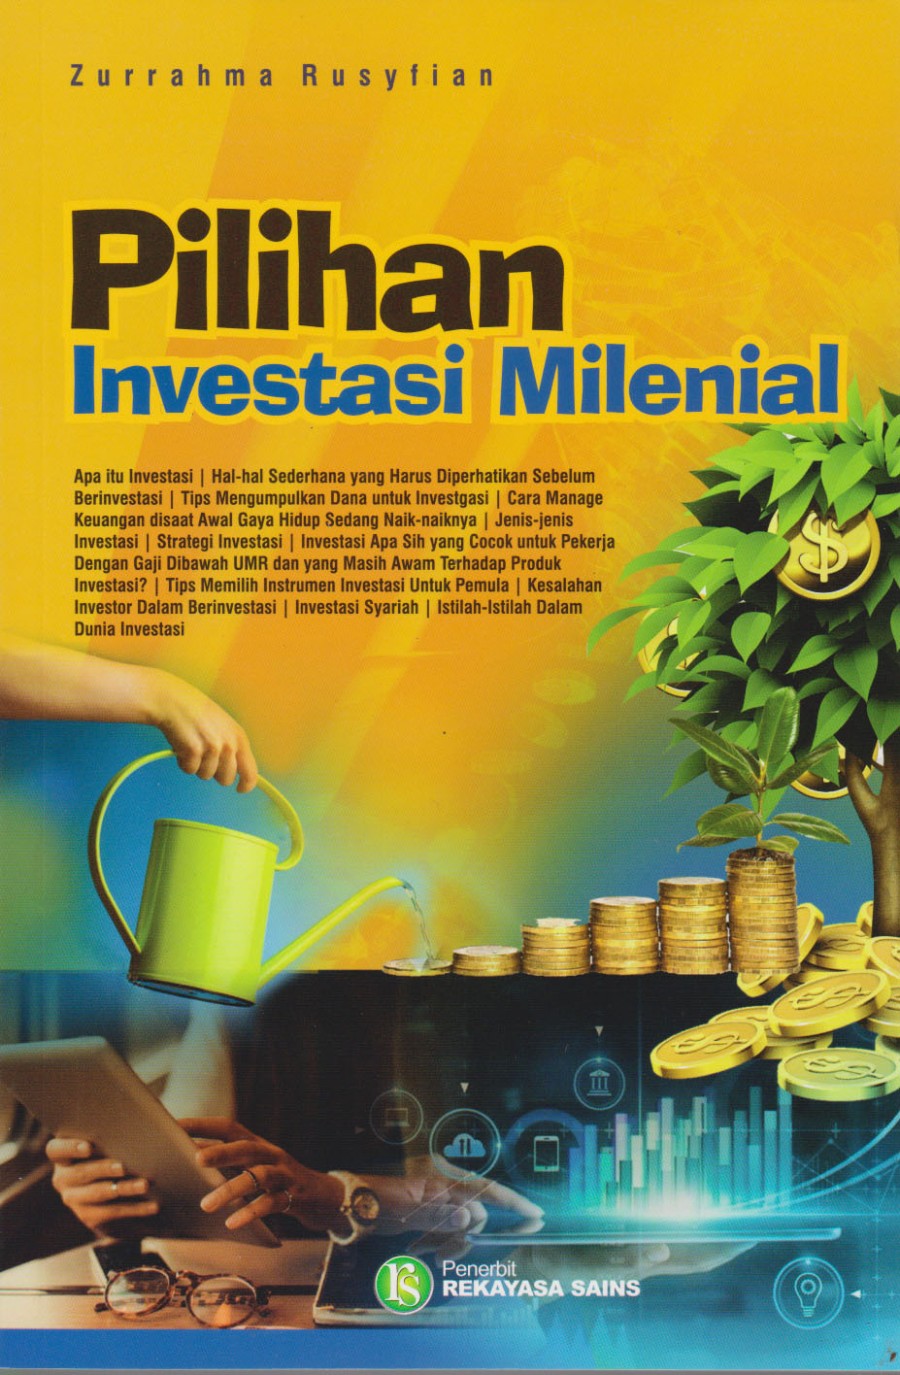 Zurrahma Rusyfian
Pilihan
Investasi Milenial
Apa itu Investasi | Hal-hal Sederhana yang Harus Diperhatikan Sebelum
Berinvestasi | Tips Mengumpulkan Dana untuk Investgasi | Cara Manage
Keuangan disaat Awal Gaya Hidup Sedang Naik-naiknya | Jenis-jenis
Investasi | Strategi Investasi | Investasi Apa Sih yang Cocok untuk Pekerja
Dengan Gaji Dibawah UMR dan yang Masih Awam Terhadap Produk
Investasi? | Tips Memilih Instrumen Investasi Untuk Pemula | Kesalahan
Investor Dalam Berinvestasi | Investasi Syariah | Istilah-Istilah Dalam
Dunia Investasi
rs
Penerbit
REKAYASA SAINS